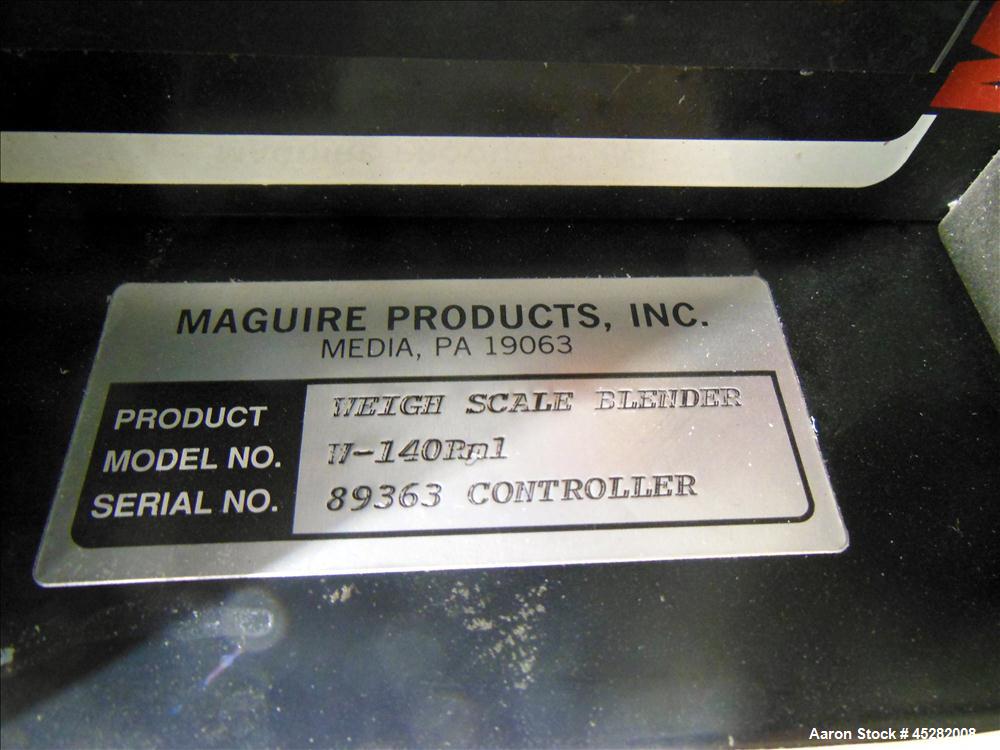 MAGUIRE PRODUCTS, INC.
MEDIA, PA 19063
PRODUCT WEIGH SCALE BLENDER
MODEL NO.
SERIAL NO. 89363 CONTROLLER
Aaron Stock # 45282008